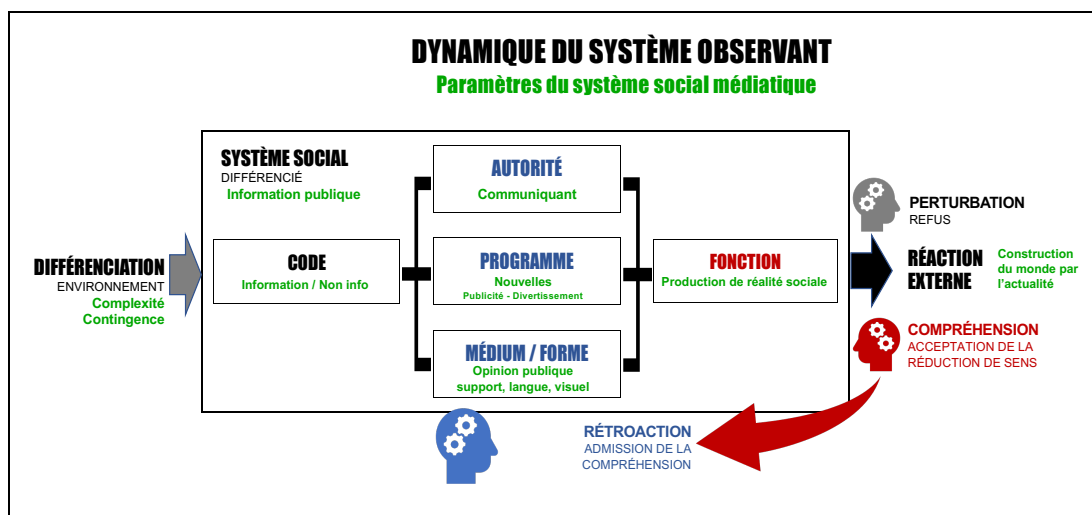 DYNAMIQUE DU SYSTÈME OBSERVANT
Paramètres du système social médiatique
DIFFÉRENCIATION
ENVIRONNEMENT
Complexité
Contingence
SYSTÈME SOCIAL
DIFFÉRENCIÉ
Information publique
CODE
Information / Non info
AUTORITÉ
Communiquant
PROGRAMME
Nouvelles
Publicité - Divertissement
MÉDIUM / FORME
Opinion publique
support, langue, visuel
FONCTION
Production de réalité sociale
PERTURBATION
REFUS
RÉACTION
EXTERNE
Construction
du monde par
l'actualité
COMPRÉHENSION
ACCEPTATION DE LA
RÉDUCTION DE SENS
RÉTROACTION
ADMISSION DE LA
COMPRÉHENSION